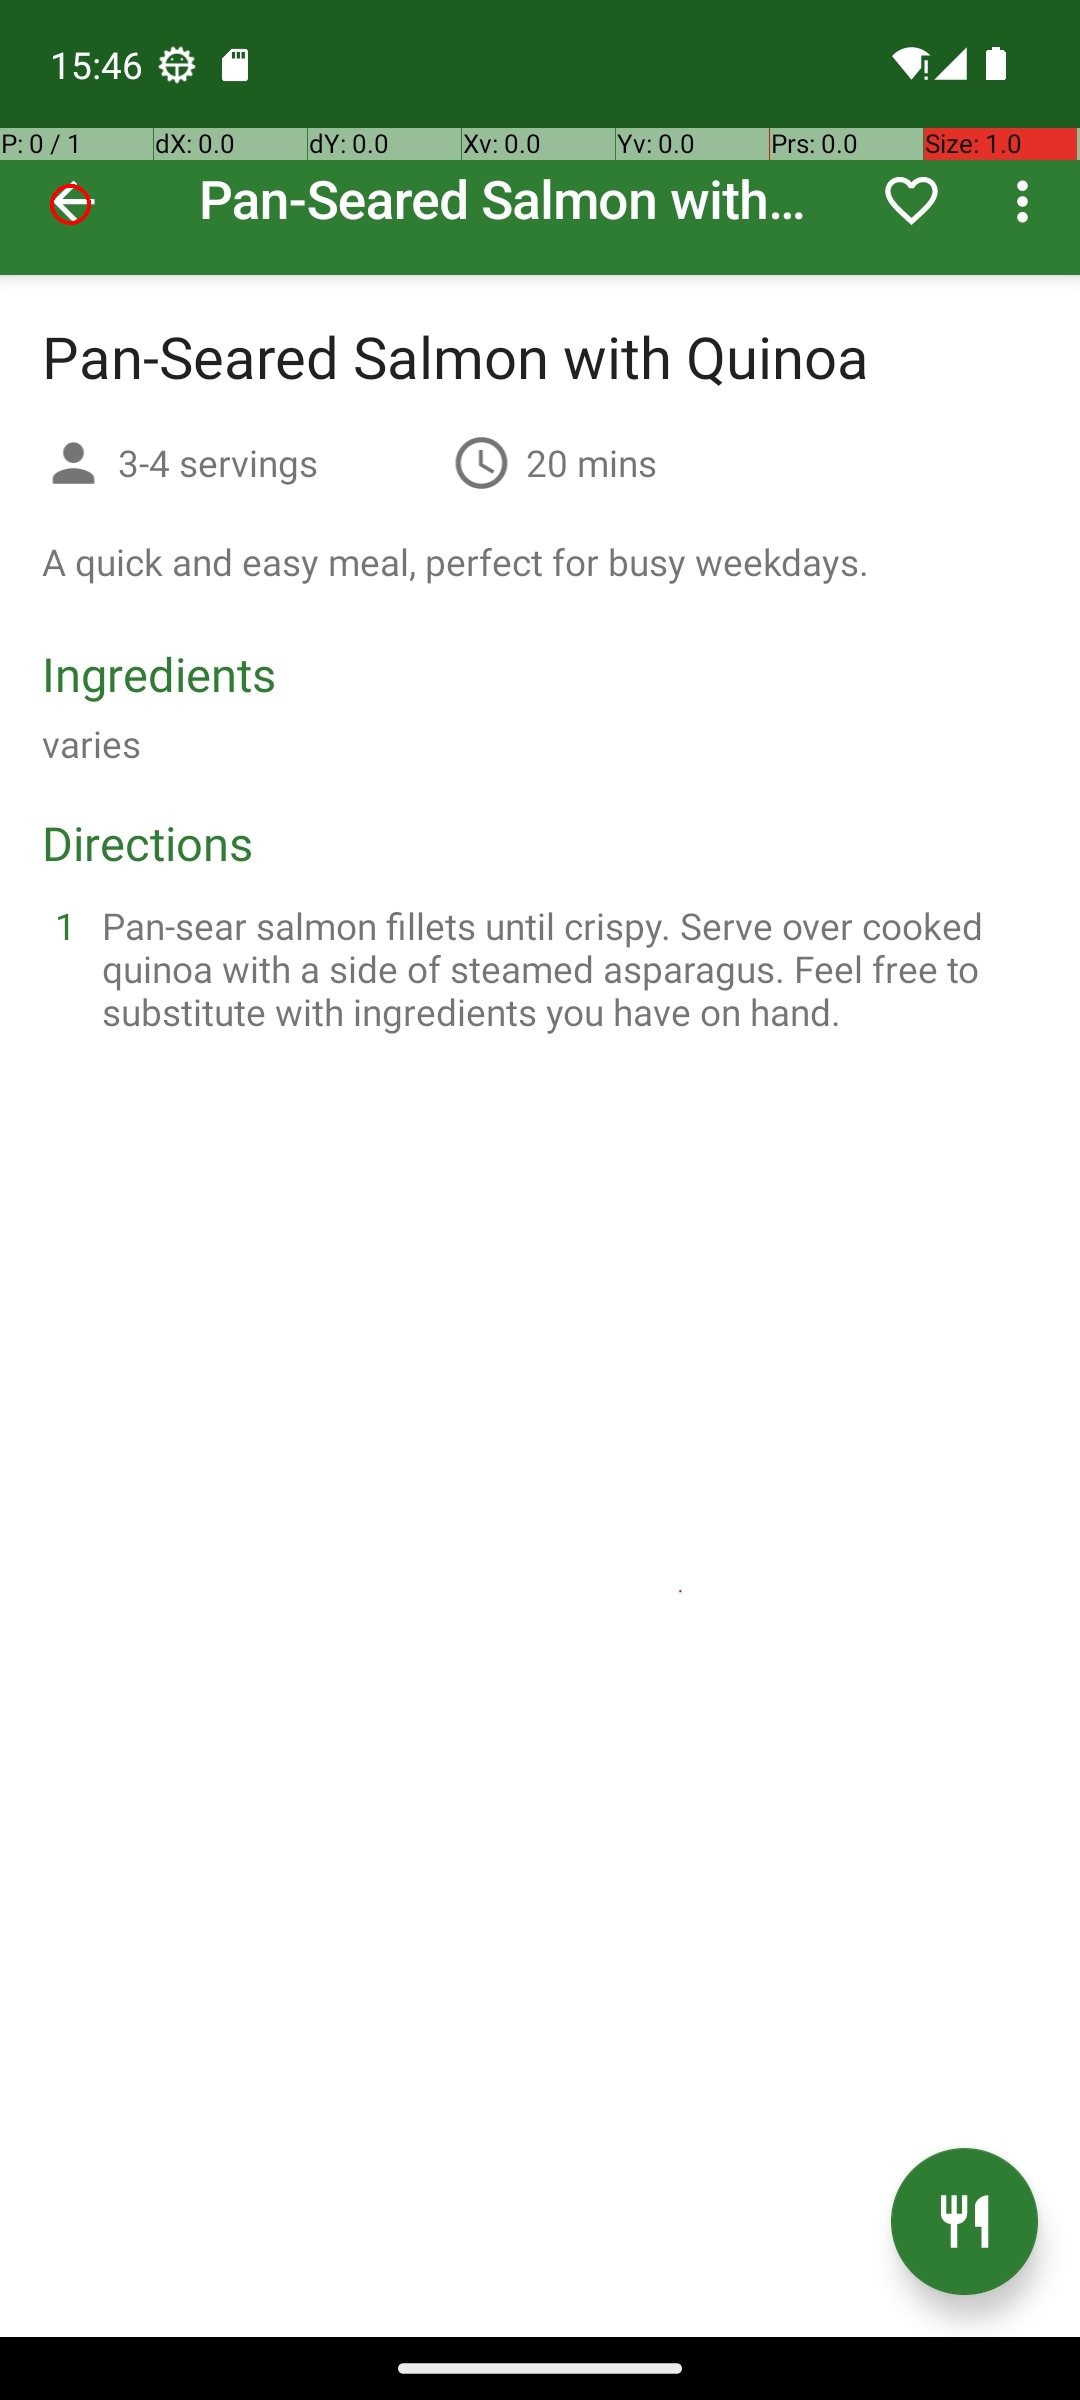 15:46
P: 0 / 1 dX: 0.0 dY: 0.0 Xv: 0.0 Yv: 0.0 Prs: 0.0 Size: 1.0
Pan-Seared Salmon with...
Pan-Seared Salmon with Quinoa
3-4 servings 20 mins
A quick and easy meal, perfect for busy weekdays.
Ingredients
varies
Directions
1 Pan-sear salmon fillets until crispy. Serve over cooked
quinoa with a side of steamed asparagus. Feel free to
substitute with ingredients you have on hand.